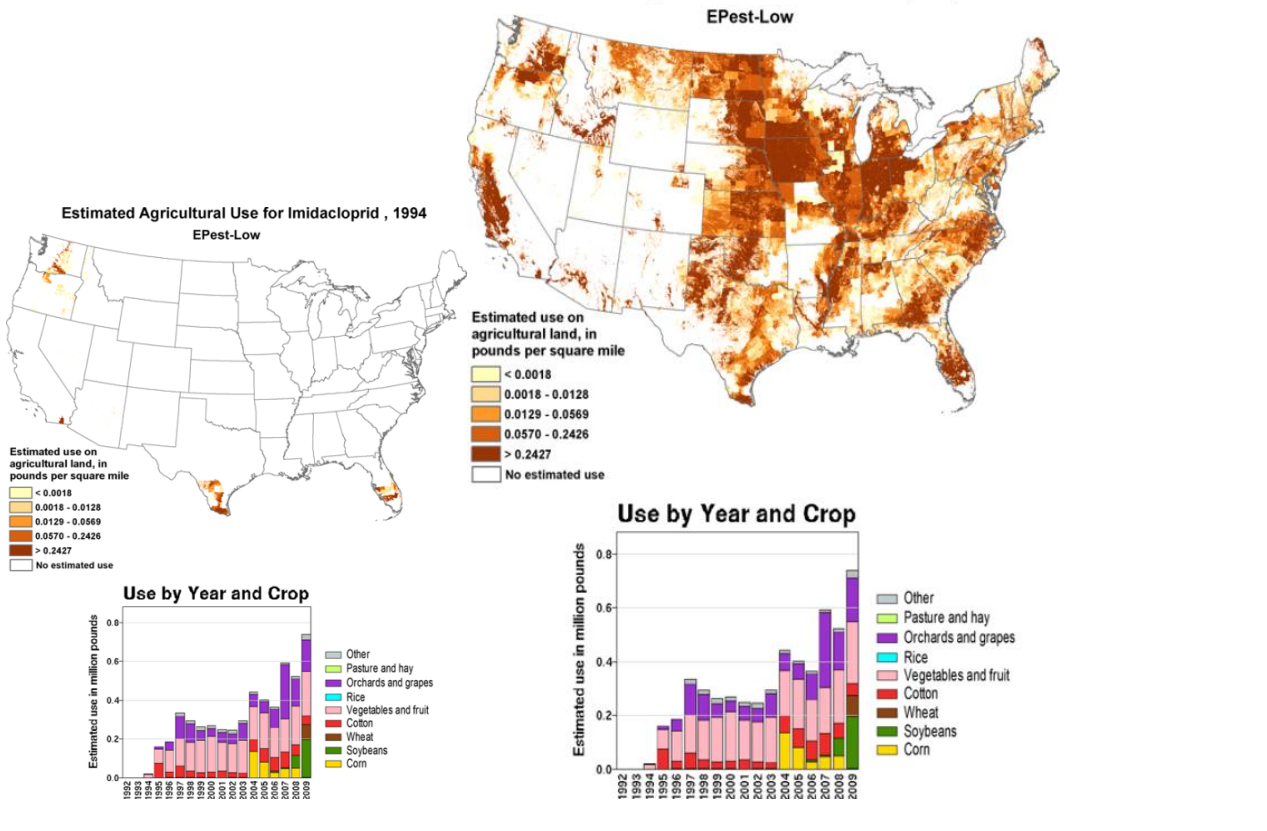 EPest-Low
Estimated use on
agricultural land, in
pounds per square mile
< 0.0018
0.0018 - 0.0128
0.0129 - 0.0569
0.0570 - 0.2426
> 0.2427
No estimated use
Estimated Agricultural Use for Imidacloprid , 1994
EPest-Low
Estimated use on
agricultural land, in
pounds per square mile
< 0.0018
0.0018 - 0.0128
0.0129 - 0.0569
0.0570 - 0.2426
> 0.2427
No estimated use
Use by Year and Crop
Estimated use in million pounds
0.8
0.6
0.4
0.2
0.0
1992
1993
1994
1995
1996
1997
1998
1999
2000
2001
2002
2003
2004
2005
2006
2007
2008
2009
Other
Pasture and hay
Orchards and grapes
Rice
Vegetables and fruit
Cotton
Wheat
Soybeans
Corn
Use by Year and Crop
Estimated use in million pounds
0.8
0.6
0.4
0.2
0.0
1992
1993
1994
1995
1996
1997
1998
1999
2000
2001
2002
2003
2004
2005
2006
2007
2008
2009
Other
Pasture and hay
Orchards and grapes
Rice
Vegetables and fruit
Cotton
Wheat
Soybeans
Corn